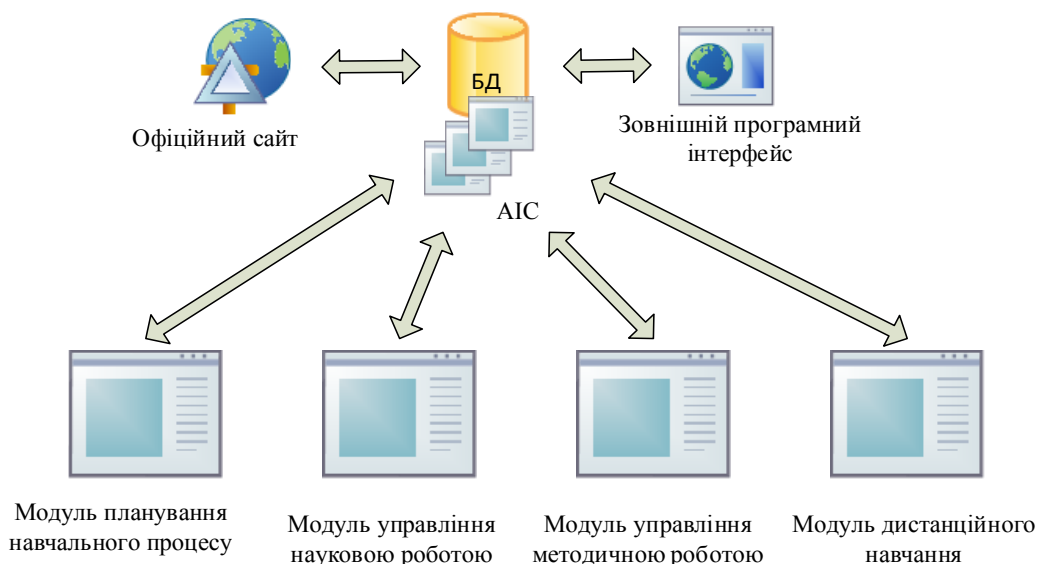 БД
Офіційний сайт
Зовнішній програмний
інтерфейс
АІС
Модуль планування
навчального процесу
Модуль управління
науковою роботою
Модуль управління
методичною роботою
Модуль дистанційного
навчання